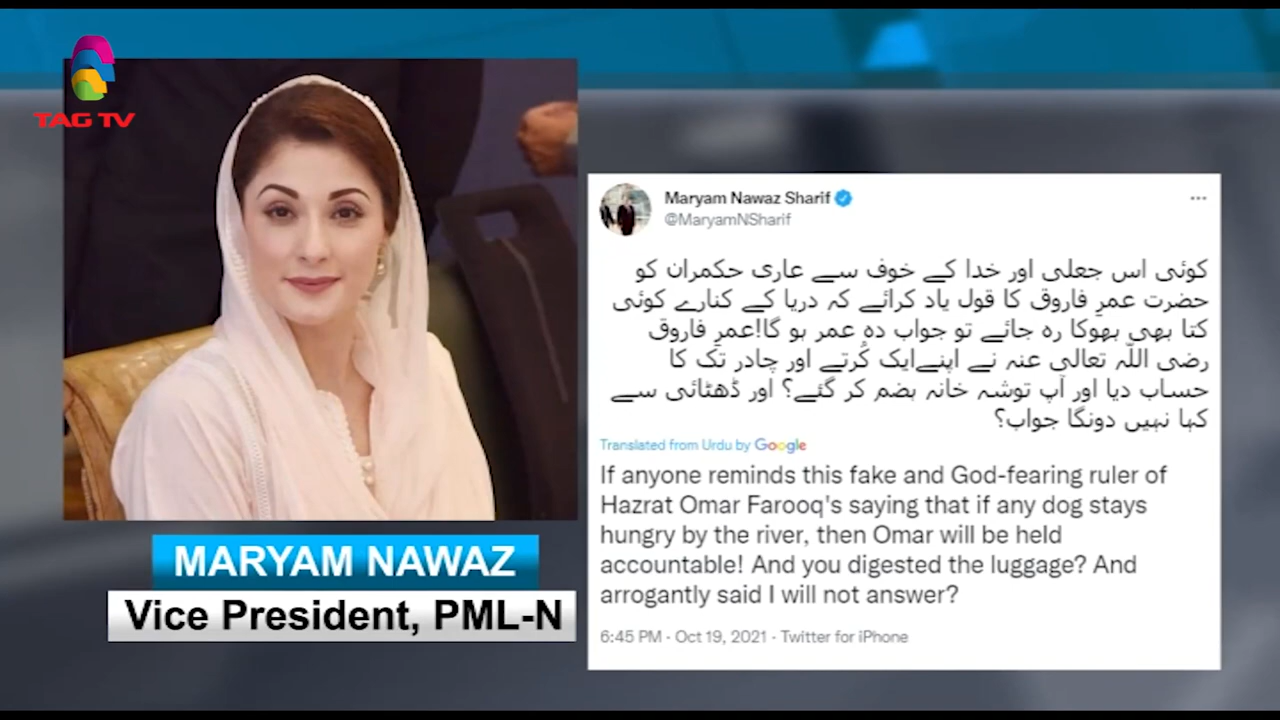 TAG TV
Maryam Nawaz Sharif
@MaryamNSharif
کوئی اس جعلی اور خدا کے خوف سے عاری حکمران کو
حضرت عمرِ فاروق کا قول یاد کرائے کہ دریا کے کنارے کوئی
کتا بھی بھوکا رہ جائے تو جواب دہ عمر ہو گا!عمرِ فاروق
رضی اللّہ تعالی عنہ نے اپنےایک کُرتے اور چادر تک کا
حساب دیا اور آپ توشہ خانہ ہضم کر گئے؟ اور ڈھٹائی سے
کہا نہیں دونگا جواب؟
Translated from Urdu by Google
If anyone reminds this fake and God-fearing ruler of
Hazrat Omar Farooq's saying that if any dog stays
hungry by the river, then Omar will be held
accountable! And you digested the luggage? And
arrogantly said I will not answer?
6:45 PM · Oct 19, 2021 · Twitter for iPhone
MARYAM NAWAZ
Vice President, PML-N